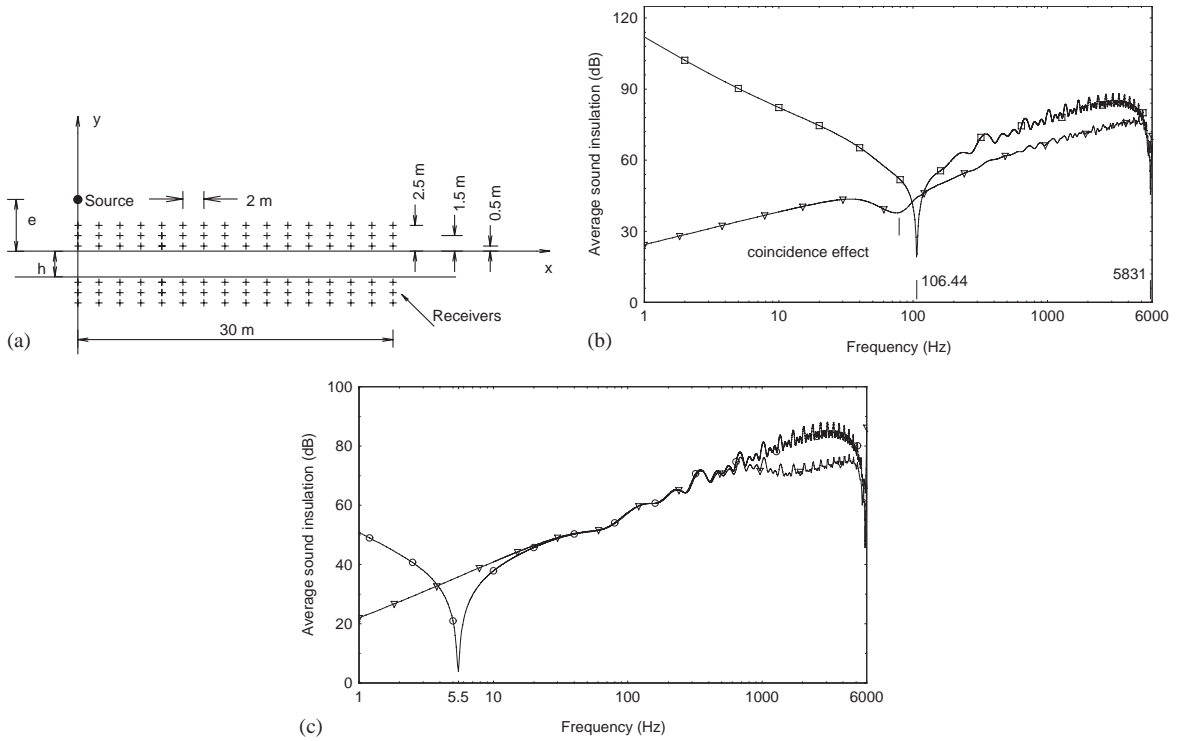 y
Source
2 m
2.5 m
1.5 m
0.5 m
e
h
x
Receivers
30 m
(a)
Average sound insulation (dB)
120
90
60
30
0
coincidence effect
106.44
5831
1
10
100
1000
6000
Frequency (Hz)
(b)
Average sound insulation (dB)
100
80
60
40
20
0
1
5.5
10
100
1000
6000
Frequency (Hz)
(c)